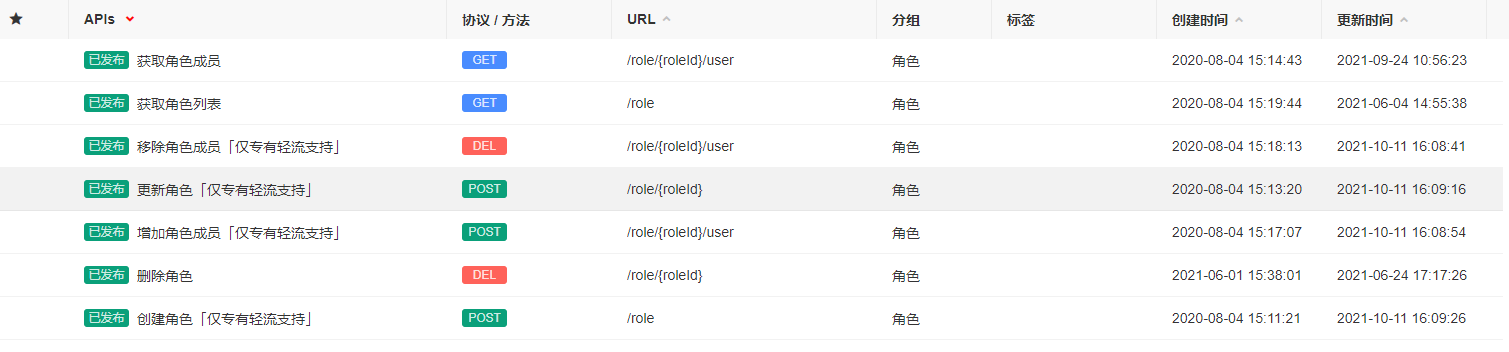 ★ APIs 协议 / 方法 URL 分组 标签 创建时间 更新时间
已发布 获取角色成员 GET /role/{roleId}/user 角色 2020-08-04 15:14:43 2021-09-24 10:56:23
已发布 获取角色列表 GET /role 角色 2020-08-04 15:19:44 2021-06-04 14:55:38
已发布 移除角色成员「仅专有轻流支持」 DEL /role/{roleId}/user 角色 2020-08-04 15:18:13 2021-10-11 16:08:41
已发布 更新角色「仅专有轻流支持」 POST /role/{roleId} 角色 2020-08-04 15:13:20 2021-10-11 16:09:16
已发布 增加角色成员「仅专有轻流支持」 POST /role/{roleId}/user 角色 2020-08-04 15:17:07 2021-10-11 16:08:54
已发布 删除角色 DEL /role/{roleId} 角色 2021-06-01 15:38:01 2021-06-24 17:17:26
已发布 创建角色「仅专有轻流支持」 POST /role 角色 2020-08-04 15:11:21 2021-10-11 16:09:26